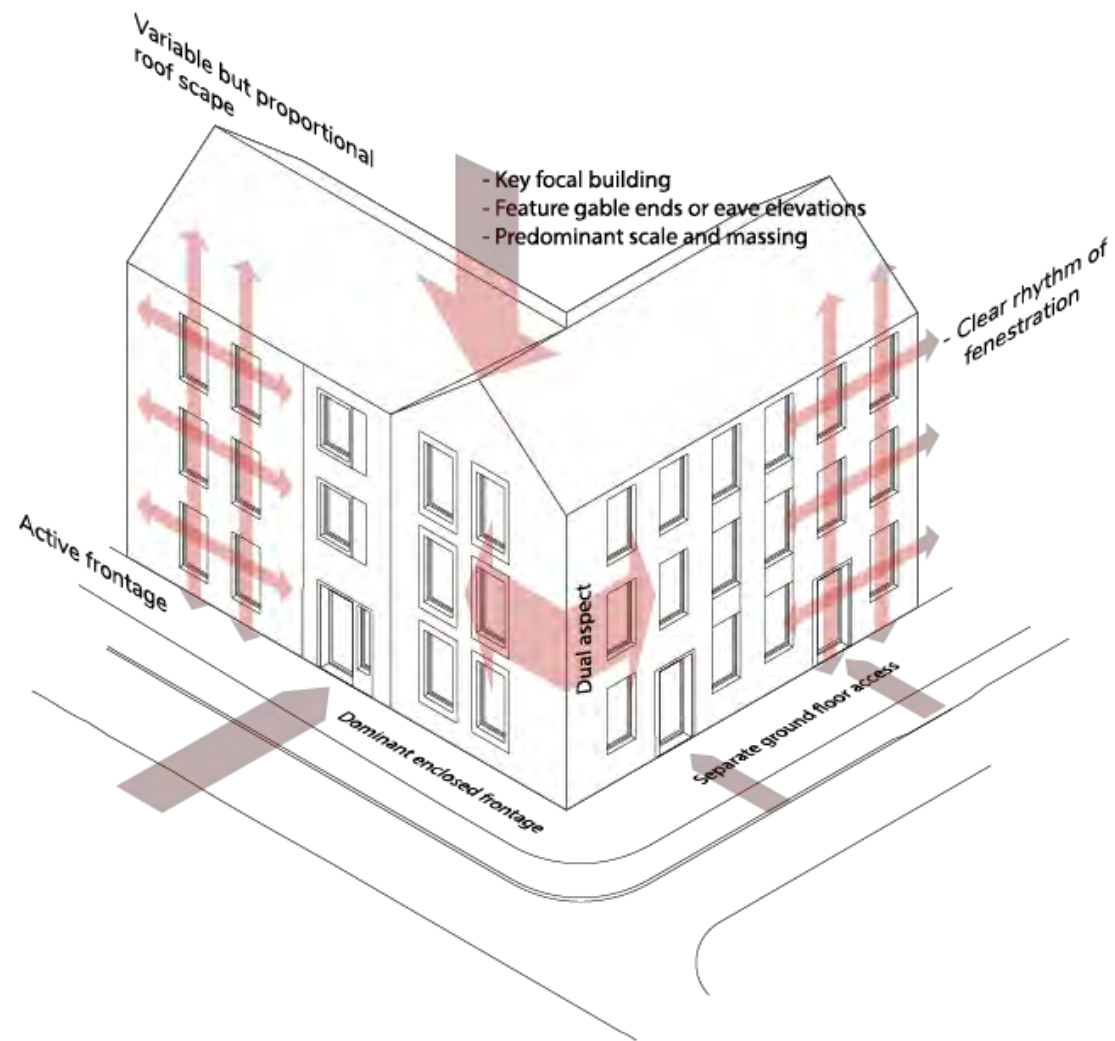 Variable but proportional
roof scape
- Key focal building
- Feature gable ends or eave elevations
- Predominant scale and massing
- Clear rhythm of
fenestration
Active frontage
Dual aspect
Dominant enclosed frontage
Separate ground floor access